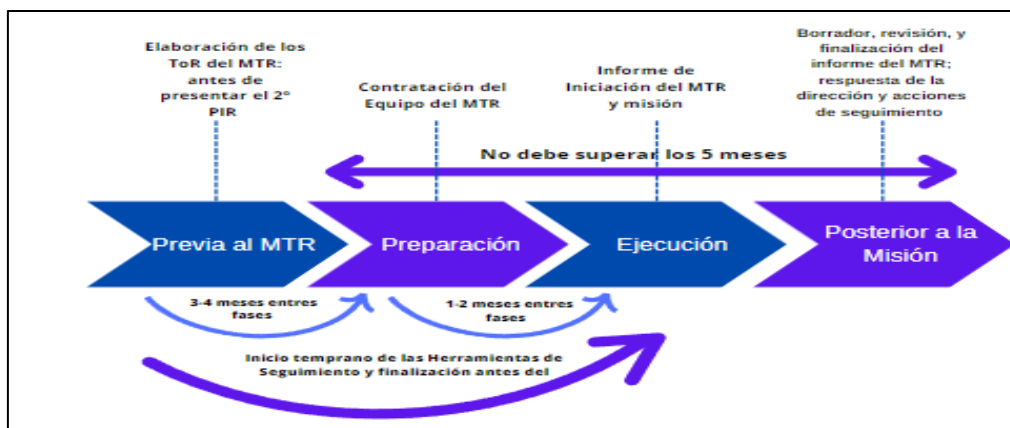 Elaboración de los
ToR del MTR:
antes de
presentar el 2º
PIR
Contratación del
Equipo del MTR
Informe de
Iniciación del MTR
y misión
Borrador, revisión, y
finalización del
informe del MTR;
respuesta de la
dirección y acciones
de seguimiento
No debe superar los 5 meses
Previa al MTR
Preparación
Ejecución
Posterior a la
Misión
3-4 meses entres
fases
1-2 meses entres
fases
Inicio temprano de las Herramientas de
Seguimiento y finalización antes del